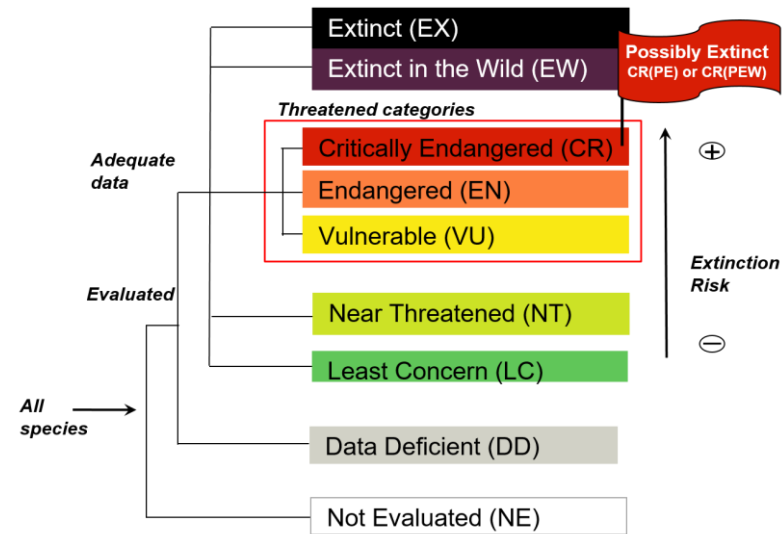 Extinct (EX)
Extinct in the Wild (EW)
Possibly Extinct
CR(PE) or CR(PEW)
Threatened categories
Adequate
data
Critically Endangered (CR)
Endangered (EN)
Vulnerable (VU)
+
Extinction
Risk
Evaluated
Near Threatened (NT)
−
Least Concern (LC)
All
species
Data Deficient (DD)
Not Evaluated (NE)